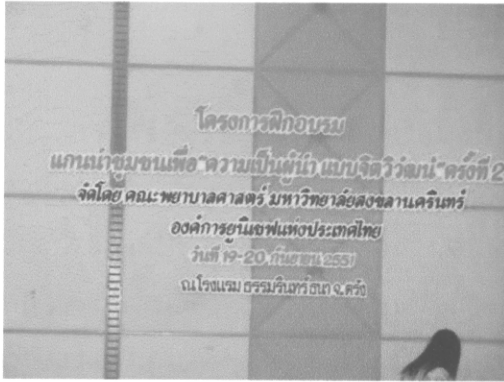 โครงการฝึกอบรม
แกนนำชุมชนเพื่อ"ความเป็นผู้นำ แบบจิตวิวัฒน์"ครั้งที่ 2
จัดโดย คณะพยาบาลศาสตร์ มหาวิทยาลัยสงขลานครินทร์
องค์การยูนิเซฟแห่งประเทศไทย
วันที่ 19-20 กันยายน 2551
ณ โรงแรม ธรรมรินทร์ ธนา จ.ตรัง